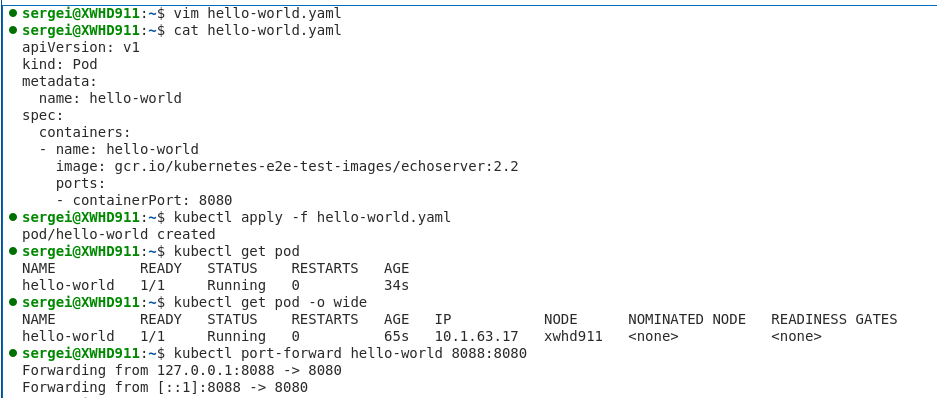 sergei@XWHD911:~$ vim hello-world.yaml
sergei@XWHD911:~$ cat hello-world.yaml
apiVersion: v1
kind: Pod
metadata:
  name: hello-world
spec:
  containers:
  - name: hello-world
    image: gcr.io/kubernetes-e2e-test-images/echoserver:2.2
    ports:
    - containerPort: 8080
sergei@XWHD911:~$ kubectl apply -f hello-world.yaml
pod/hello-world created
sergei@XWHD911:~$ kubectl get pod
NAME          READY   STATUS    RESTARTS   AGE
hello-world   1/1     Running   0          34s
sergei@XWHD911:~$ kubectl get pod -o wide
NAME          READY   STATUS    RESTARTS   AGE   IP           NODE      NOMINATED NODE   READINESS GATES
hello-world   1/1     Running   0          65s   10.1.63.17   xwhd911   <none>           <none>
sergei@XWHD911:~$ kubectl port-forward hello-world 8088:8080
Forwarding from 127.0.0.1:8088 -> 8080
Forwarding from [::1]:8088 -> 8080